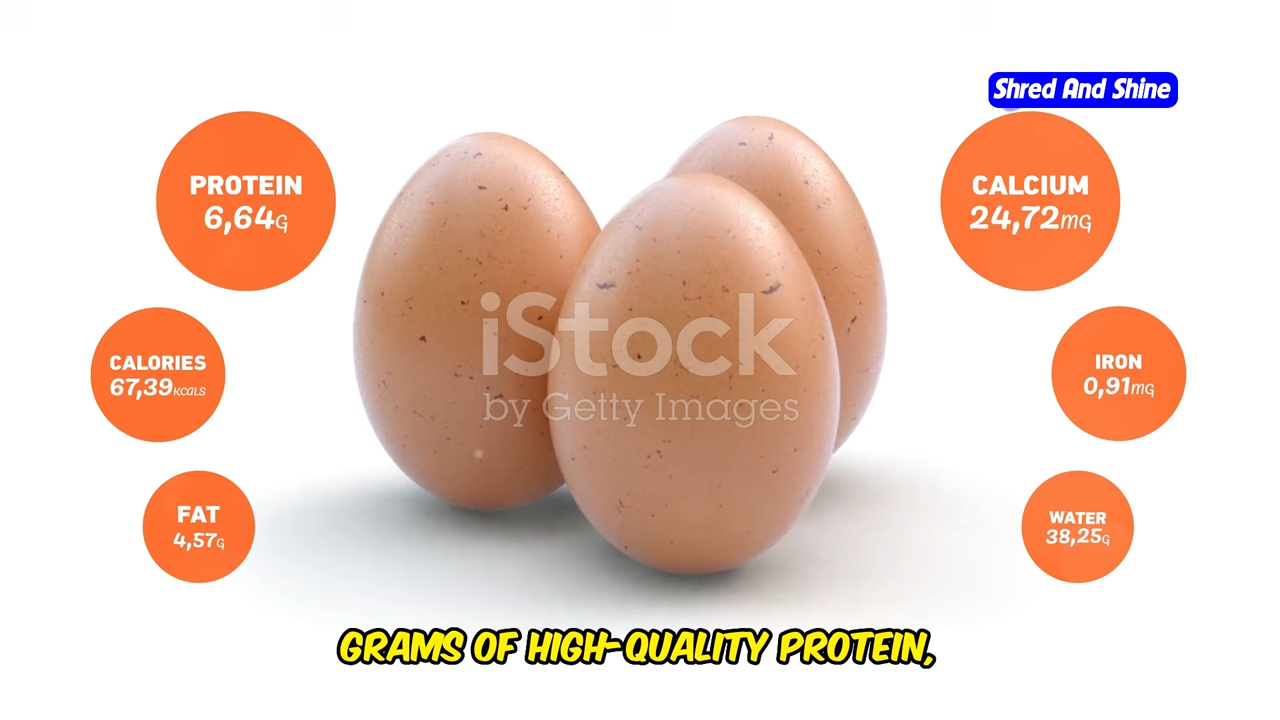 Shred And Shine
PROTEIN
6,64G
CALCIUM
24,72mG
CALORIES
67,39KCALS
IRON
0,91mG
FAT
4,57G
WATER
38,25G
iStock
by Getty Images
GRAMS OF HIGH-QUALITY PROTEIN,